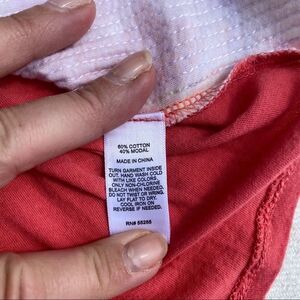 60% COTTON
40% MODAL
MADE IN CHINA
TURN GARMENT INSIDE
OUT. HAND WASH COLD
WITH LIKE COLORS.
ONLY NON-CHLORINE
BLEACH WHEN NEEDED.
DO NOT TWIST OR WRING.
LAY FLAT TO DRY.
COOL IRON ON
REVERSE IF NEEDED.
RN# 55285